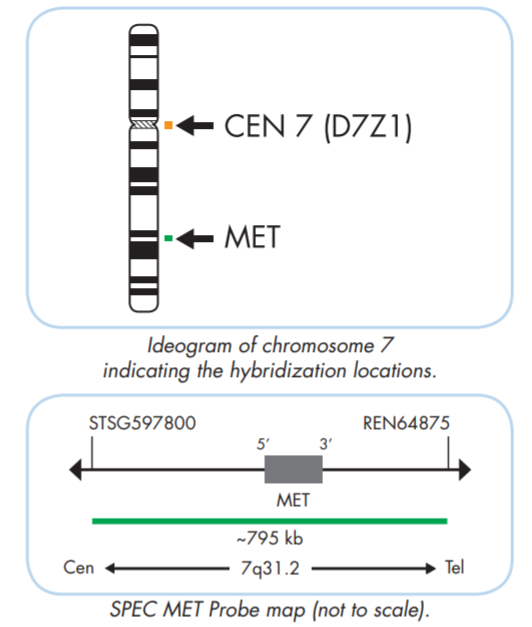 CEN 7 (D7Z1)
MET
Ideogram of chromosome 7
indicating the hybridization locations.
STSG597800 REN64875
5’ 3’
MET
~795 kb
Cen 7q31.2 Tel
SPEC MET Probe map (not to scale).